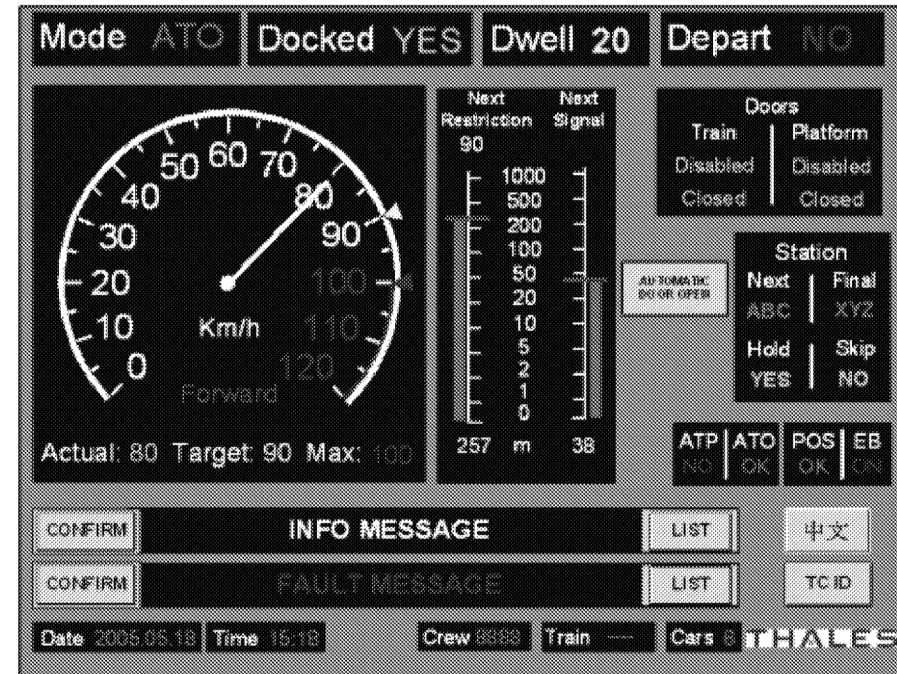 Mode ATO Docked YES Dwell 20 Depart NO
Next Restriction
90
Next Signal
1000
500
200
100
50
20
10
5
2
1
0
257 m 38
0
10
20
30
40
50
60
70
80
90
100
110
120
Km/h
Forward
Actual: 80 Target: 90 Max: 100
Doors
Train Platform
Disabled Disabled
Closed Closed
AUTOMATIC
DOOR OPEN
Station
Next Final
ABC XYZ
Hold Skip
YES NO
ATP ATO POS EB
NO OK OK ON
CONFIRM INFO MESSAGE LIST 中文
CONFIRM FAULT MESSAGE LIST TC ID
Date 2005.05.18 Time 15:18 Crew Train --- Cars 8 THALES